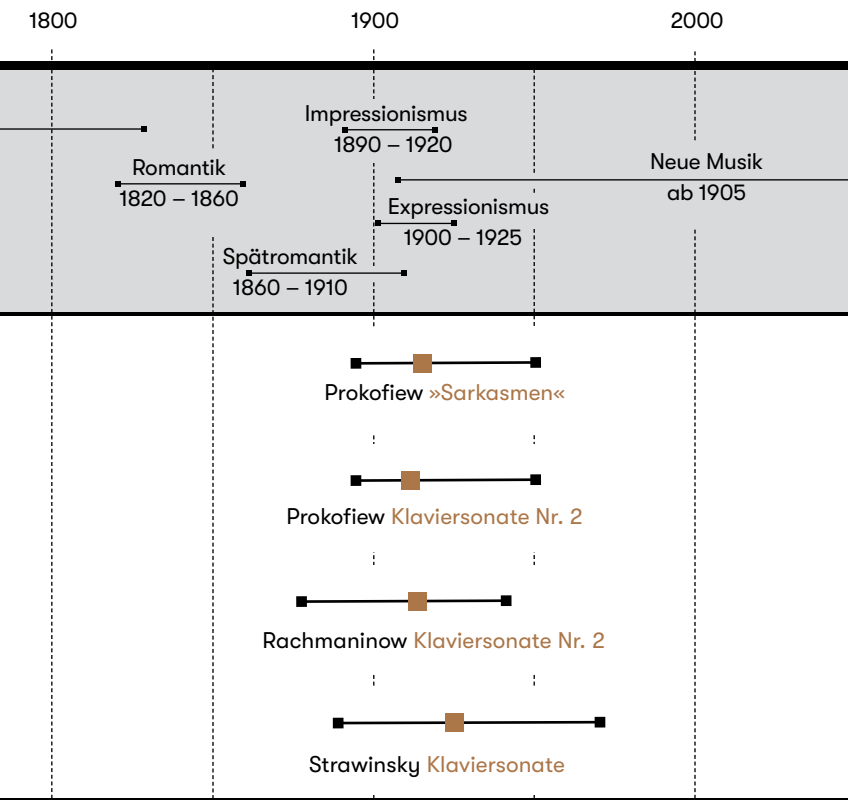 1800 1900 2000
Impressionismus
1890 – 1920
Romantik
1820 – 1860
Neue Musik
ab 1905
Expressionismus
1900 – 1925
Spätromantik
1860 – 1910
Prokofiew »Sarkasmen«
Prokofiew Klaviersonate Nr. 2
Rachmaninow Klaviersonate Nr. 2
Strawinsky Klaviersonate